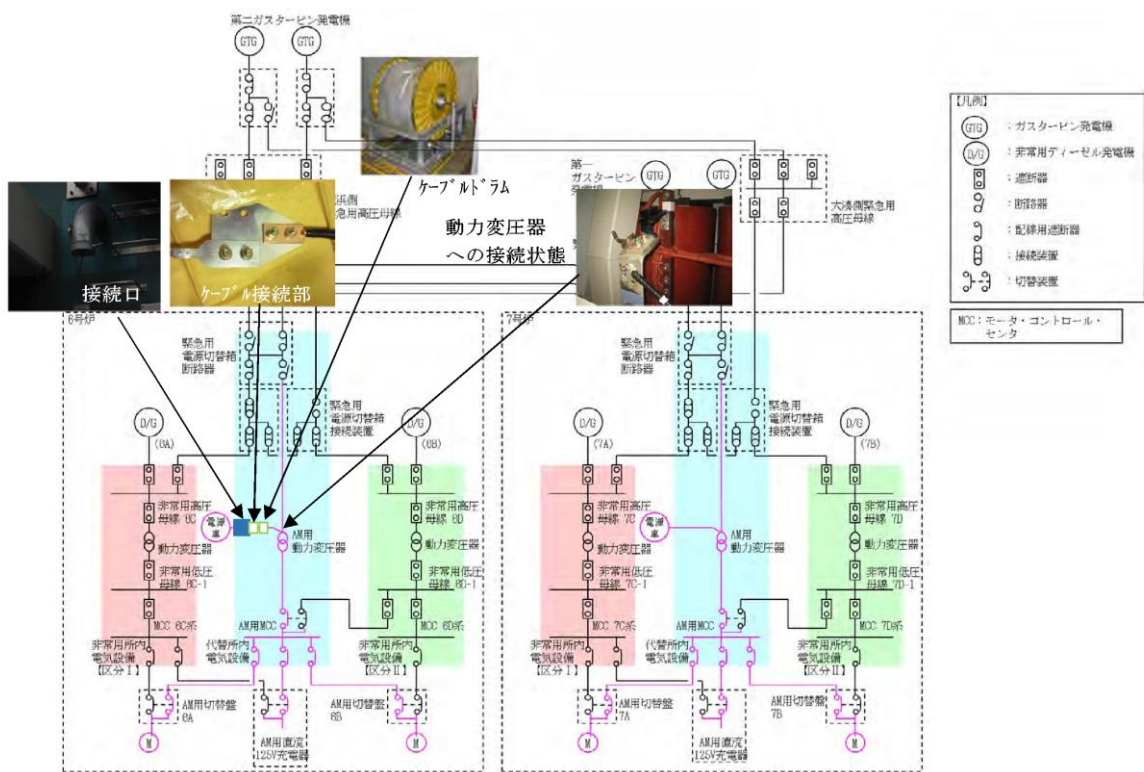 第二ガスタービン発電機
GTG
GTG
ケーブルドラム
接続口
ケーブル接続部
浜側
急用高圧母線
動力変圧器
への接続状態
第一
ガスタービン
GTG
GTG
大湊側緊急用
高圧母線
【凡例】
GTG
:ガスタービン発電機
D/G
:非常用ディーゼル発電機
:遮断器
:断路器
:配線用遮断器
:接続装置
:切替装置
MCC:モータ・コントロール・
センタ
6号炉
緊急用
電源切替箱
断路器
緊急用
電源切替箱
接続装置
D/G
(6A)
D/G
(6B)
非常用高圧
母線 6C
電源
車
AM用
動力変圧器
非常用高圧
母線 6D
動力変圧器
動力変圧器
非常用低圧
母線 6C-1
非常用低圧
母線 6D-1
MCC 6C系
AM用MCC
MCC 6D系
非常用所内
電気設備
【区分Ⅰ】
代替所内
電気設備
非常用所内
電気設備
【区分Ⅱ】
AM用切替盤
6A
AM用切替盤
6B
M
AM用直流
125V充電器
M
7号炉
緊急用
電源切替箱
断路器
緊急用
電源切替箱
接続装置
D/G
(7A)
D/G
(7B)
非常用高圧
母線 7C
電源
車
AM用
動力変圧器
非常用高圧
母線 7D
動力変圧器
動力変圧器
非常用低圧
母線 7C-1
非常用低圧
母線 7D-1
MCC 7C系
AM用MCC
MCC 7D系
非常用所内
電気設備
【区分Ⅰ】
代替所内
電気設備
非常用所内
電気設備
【区分Ⅱ】
AM用切替盤
7A
AM用切替盤
7B
M
AM用直流
125V充電器
M